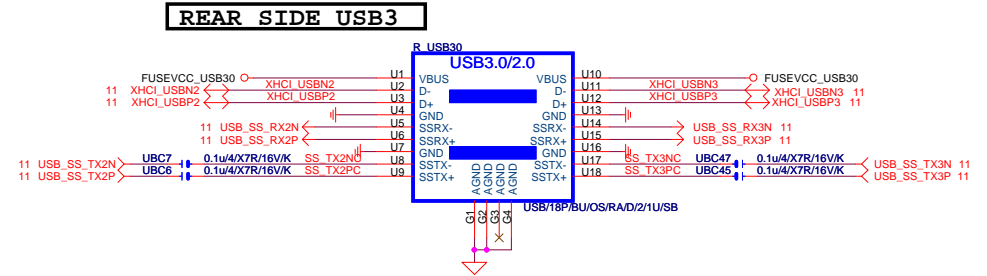 REAR SIDE USB3
R_USB30
USB3.0/2.0
FUSEVCC_USB30 U1 VBUS VBUS U10 FUSEVCC_USB30
11 XHCI_USBN2 XHCI_USBN2 U2 D- D- U11 XHCI_USBN3 XHCI_USBN3 11
11 XHCI_USBP2 XHCI_USBP2 U3 D+ D+ U12 XHCI_USBP3 XHCI_USBP3 11
U4 GND GND U13
11 USB_SS_RX2N U5 SSRX- SSRX- U14 USB_SS_RX3N 11
11 USB_SS_RX2P U6 SSRX+ SSRX+ U15 USB_SS_RX3P 11
U7 GND GND U16
11 USB_SS_TX2N UBC7 0.1u/4/X7R/16V/K SS_TX2NC U8 SSTX- SSTX- U17 SS_TX3NC UBC47 0.1u/4/X7R/16V/K USB_SS_TX3N 11
11 USB_SS_TX2P UBC6 0.1u/4/X7R/16V/K SS_TX2PC U9 SSTX+ SSTX+ U18 SS_TX3PC UBC45 0.1u/4/X7R/16V/K USB_SS_TX3P 11
AGND AGND AGND AGND
G1 G2 G3 G4
USB/18P/BU/OS/RA/D/2/1U/SB